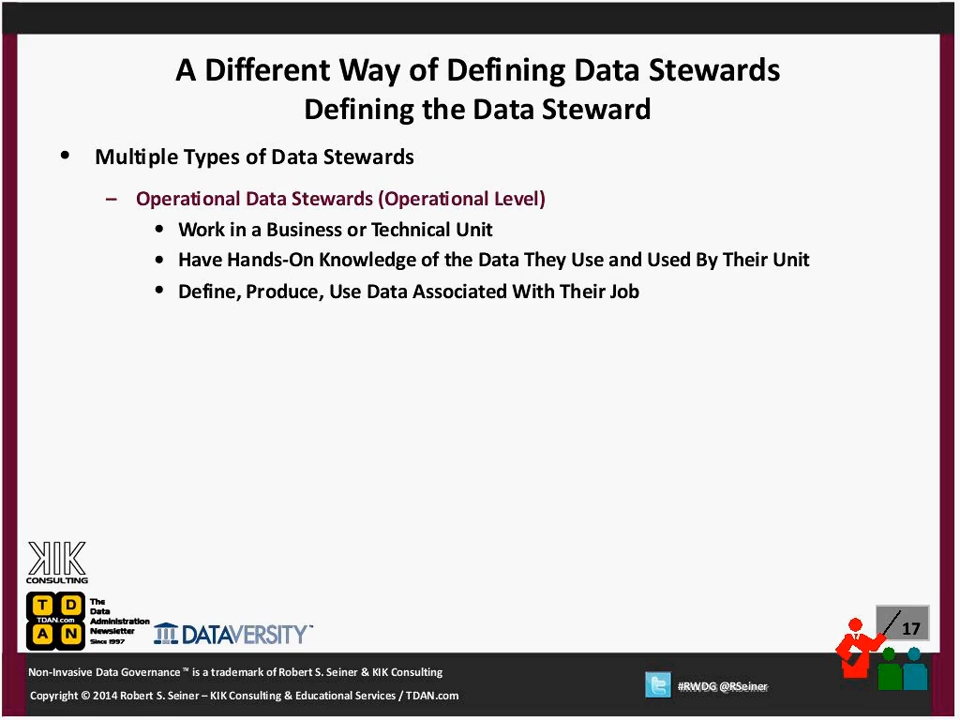 A Different Way of Defining Data Stewards
Defining the Data Steward
• Multiple Types of Data Stewards
– Operational Data Stewards (Operational Level)
• Work in a Business or Technical Unit
• Have Hands-On Knowledge of the Data They Use and Used By Their Unit
• Define, Produce, Use Data Associated With Their Job
KIK
CONSULTING
T D
TDAN.com
A N
The
Data
Administration
Newsletter
Since 1997
DATAVERSITY™
17
Non-Invasive Data Governance ™ is a trademark of Robert S. Seiner & KIK Consulting
Copyright © 2014 Robert S. Seiner – KIK Consulting & Educational Services / TDAN.com
#RWDG @RSeiner